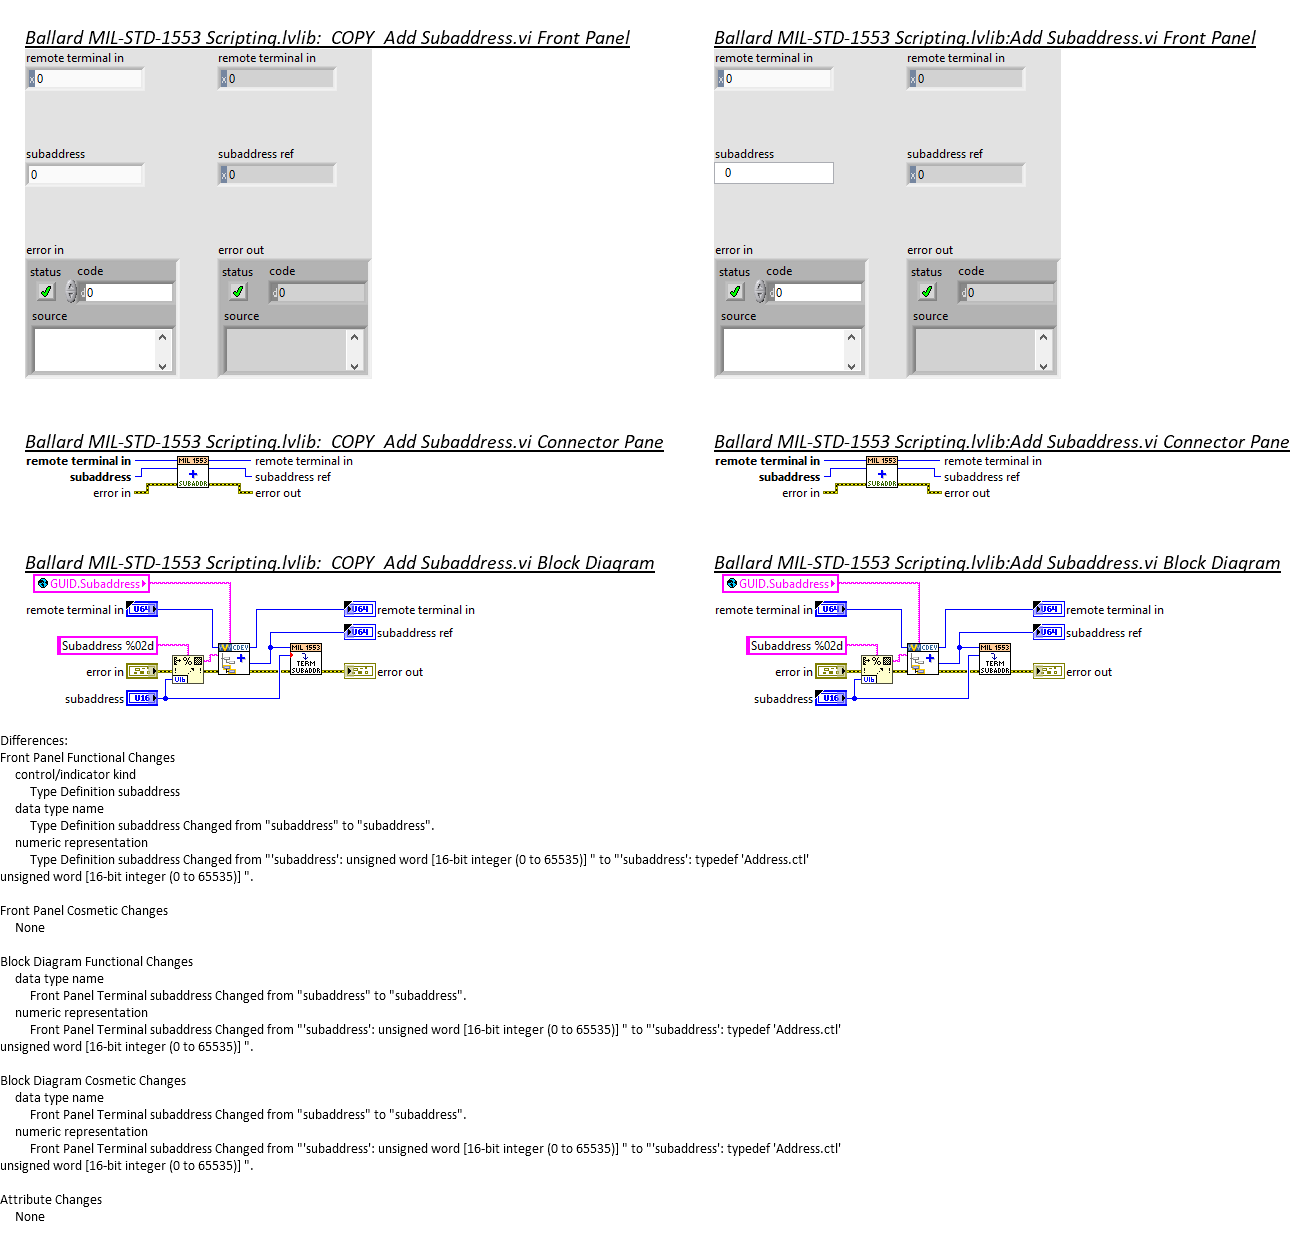 Ballard MIL-STD-1553 Scripting.lvlib:_COPY_Add Subaddress.vi Front Panel
remote terminal in
remote terminal in
x 0
x 0
subaddress
subaddress ref
0
x 0
error in
error out
status
code
status
code
d 0
d 0
source
source
Ballard MIL-STD-1553 Scripting.lvlib:Add Subaddress.vi Front Panel
remote terminal in
remote terminal in
x 0
x 0
subaddress
subaddress ref
0
x 0
error in
error out
status
code
status
code
d 0
d 0
source
source
Ballard MIL-STD-1553 Scripting.lvlib:_COPY_Add Subaddress.vi Connector Pane
remote terminal in
MIL 1553
remote terminal in
subaddress
+
subaddress ref
error in
SUBADDR
error out
Ballard MIL-STD-1553 Scripting.lvlib:Add Subaddress.vi Connector Pane
remote terminal in
MIL 1553
remote terminal in
subaddress
+
subaddress ref
error in
SUBADDR
error out
Ballard MIL-STD-1553 Scripting.lvlib:_COPY_Add Subaddress.vi Block Diagram
GUID.Subaddress
remote terminal in
U64
U64
remote terminal in
U64
subaddress ref
Subaddress %02d
CDEV
MIL 1553
TERM
SUBADDR
error in
error out
subaddress
U16
Ballard MIL-STD-1553 Scripting.lvlib:Add Subaddress.vi Block Diagram
GUID.Subaddress
remote terminal in
U64
U64
remote terminal in
U64
subaddress ref
Subaddress %02d
CDEV
MIL 1553
TERM
SUBADDR
error in
error out
subaddress
U16
Differences:
Front Panel Functional Changes
control/indicator kind
Type Definition subaddress
data type name
Type Definition subaddress Changed from "subaddress" to "subaddress".
numeric representation
Type Definition subaddress Changed from "'subaddress': unsigned word [16-bit integer (0 to 65535)] " to "'subaddress': typedef 'Address.ctl'
unsigned word [16-bit integer (0 to 65535)] ".
Front Panel Cosmetic Changes
None
Block Diagram Functional Changes
data type name
Front Panel Terminal subaddress Changed from "subaddress" to "subaddress".
numeric representation
Front Panel Terminal subaddress Changed from "'subaddress': unsigned word [16-bit integer (0 to 65535)] " to "'subaddress': typedef 'Address.ctl'
unsigned word [16-bit integer (0 to 65535)] ".
Block Diagram Cosmetic Changes
data type name
Front Panel Terminal subaddress Changed from "subaddress" to "subaddress".
numeric representation
Front Panel Terminal subaddress Changed from "'subaddress': unsigned word [16-bit integer (0 to 65535)] " to "'subaddress': typedef 'Address.ctl'
unsigned word [16-bit integer (0 to 65535)] ".
Attribute Changes
None